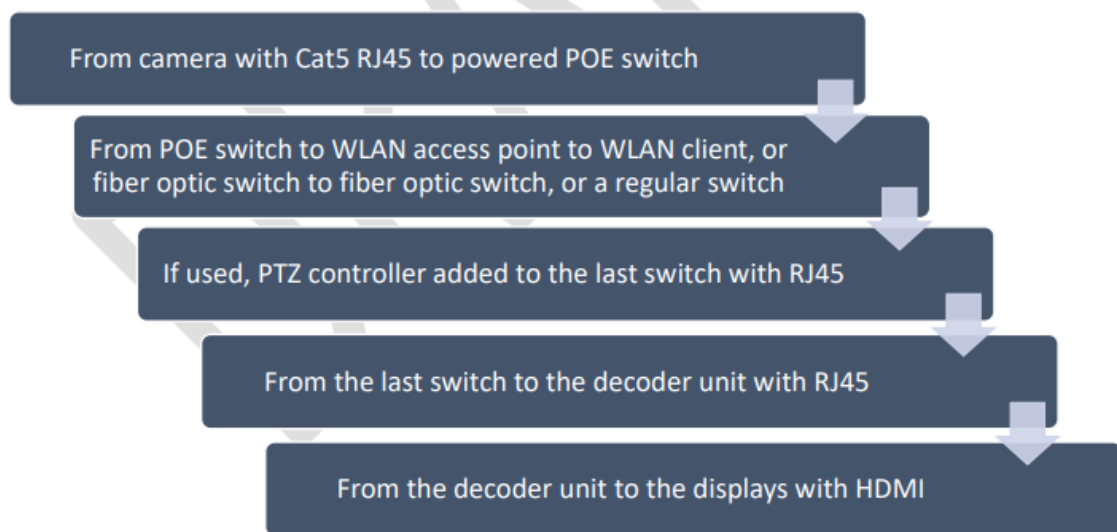 From camera with Cat5 RJ45 to powered POE switch
From POE switch to WLAN access point to WLAN client, or
fiber optic switch to fiber optic switch, or a regular switch
If used, PTZ controller added to the last switch with RJ45
From the last switch to the decoder unit with RJ45
From the decoder unit to the displays with HDMI